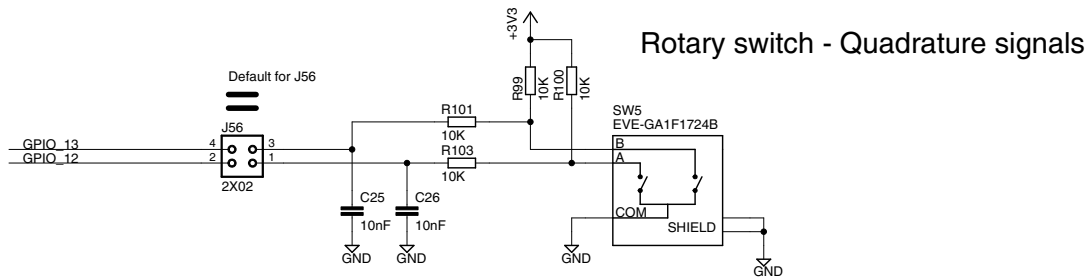 Rotary switch - Quadrature signals
+3V3
Default for J56
R99
10K
R100
10K
R101
10K
SW5
EVE-GA1F1724B
J56
GPIO_13
4
3
B
GPIO_12
2
1
R103
10K
A
2X02
C25
10nF
C26
10nF
COM
SHIELD
GND
GND
GND
GND